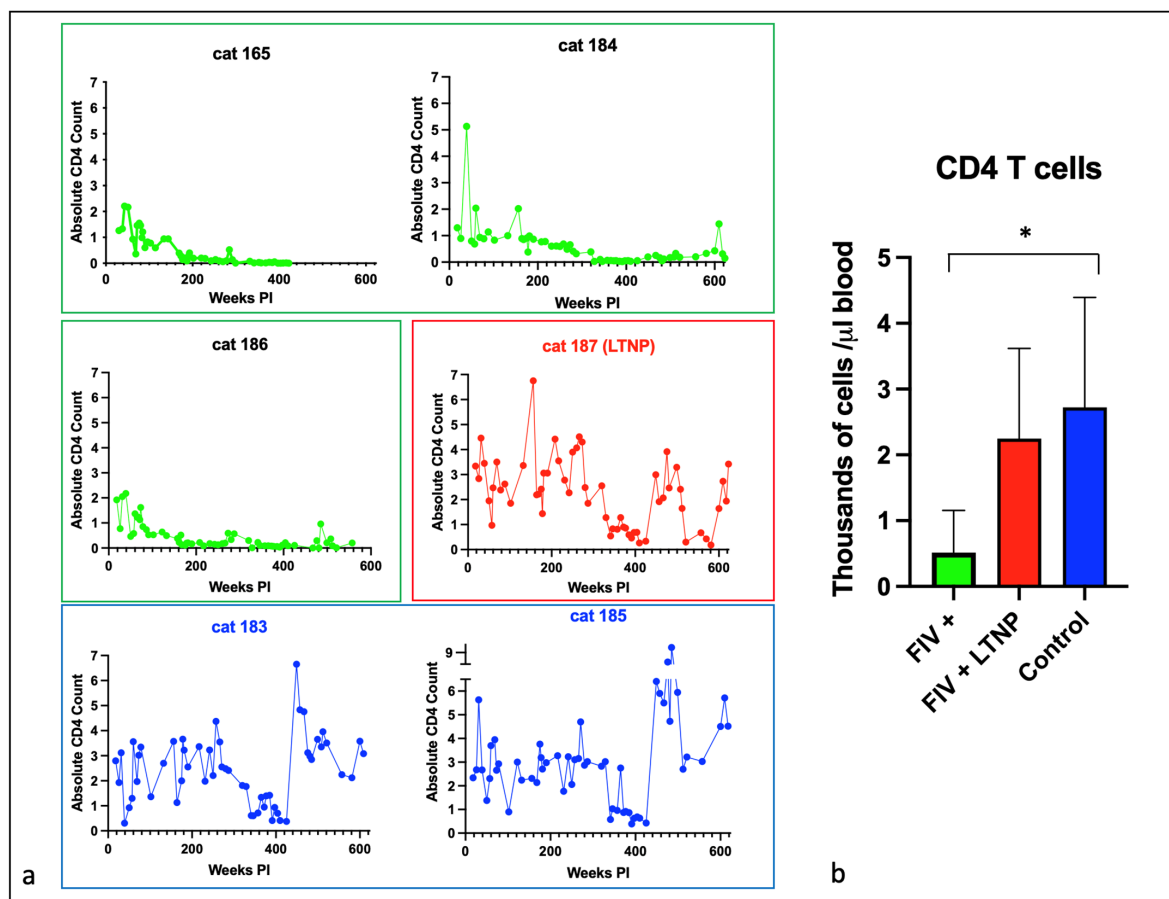 cat 165
Absolute CD4 Count
7
6
5
4
3
2
1
0
0 200 400 600
Weeks PI
cat 184
Absolute CD4 Count
7
6
5
4
3
2
1
0
0 200 400 600
Weeks PI
cat 186
Absolute CD4 Count
7
6
5
4
3
2
1
0
0 200 400 600
Weeks PI
cat 187 (LTNP)
Absolute CD4 Count
7
6
5
4
3
2
1
0
0 200 400 600
Weeks PI
cat 183
Absolute CD4 Count
7
6
5
4
3
2
1
0
0 200 400 600
Weeks PI
cat 185
Absolute CD4 Count
9
6
5
4
3
2
1
0
0 200 400 600
Weeks PI
a
CD4 T cells
*
Thousands of cells /μl blood
5
4
3
2
1
0
FIV +
FIV + LTNP
Control
b